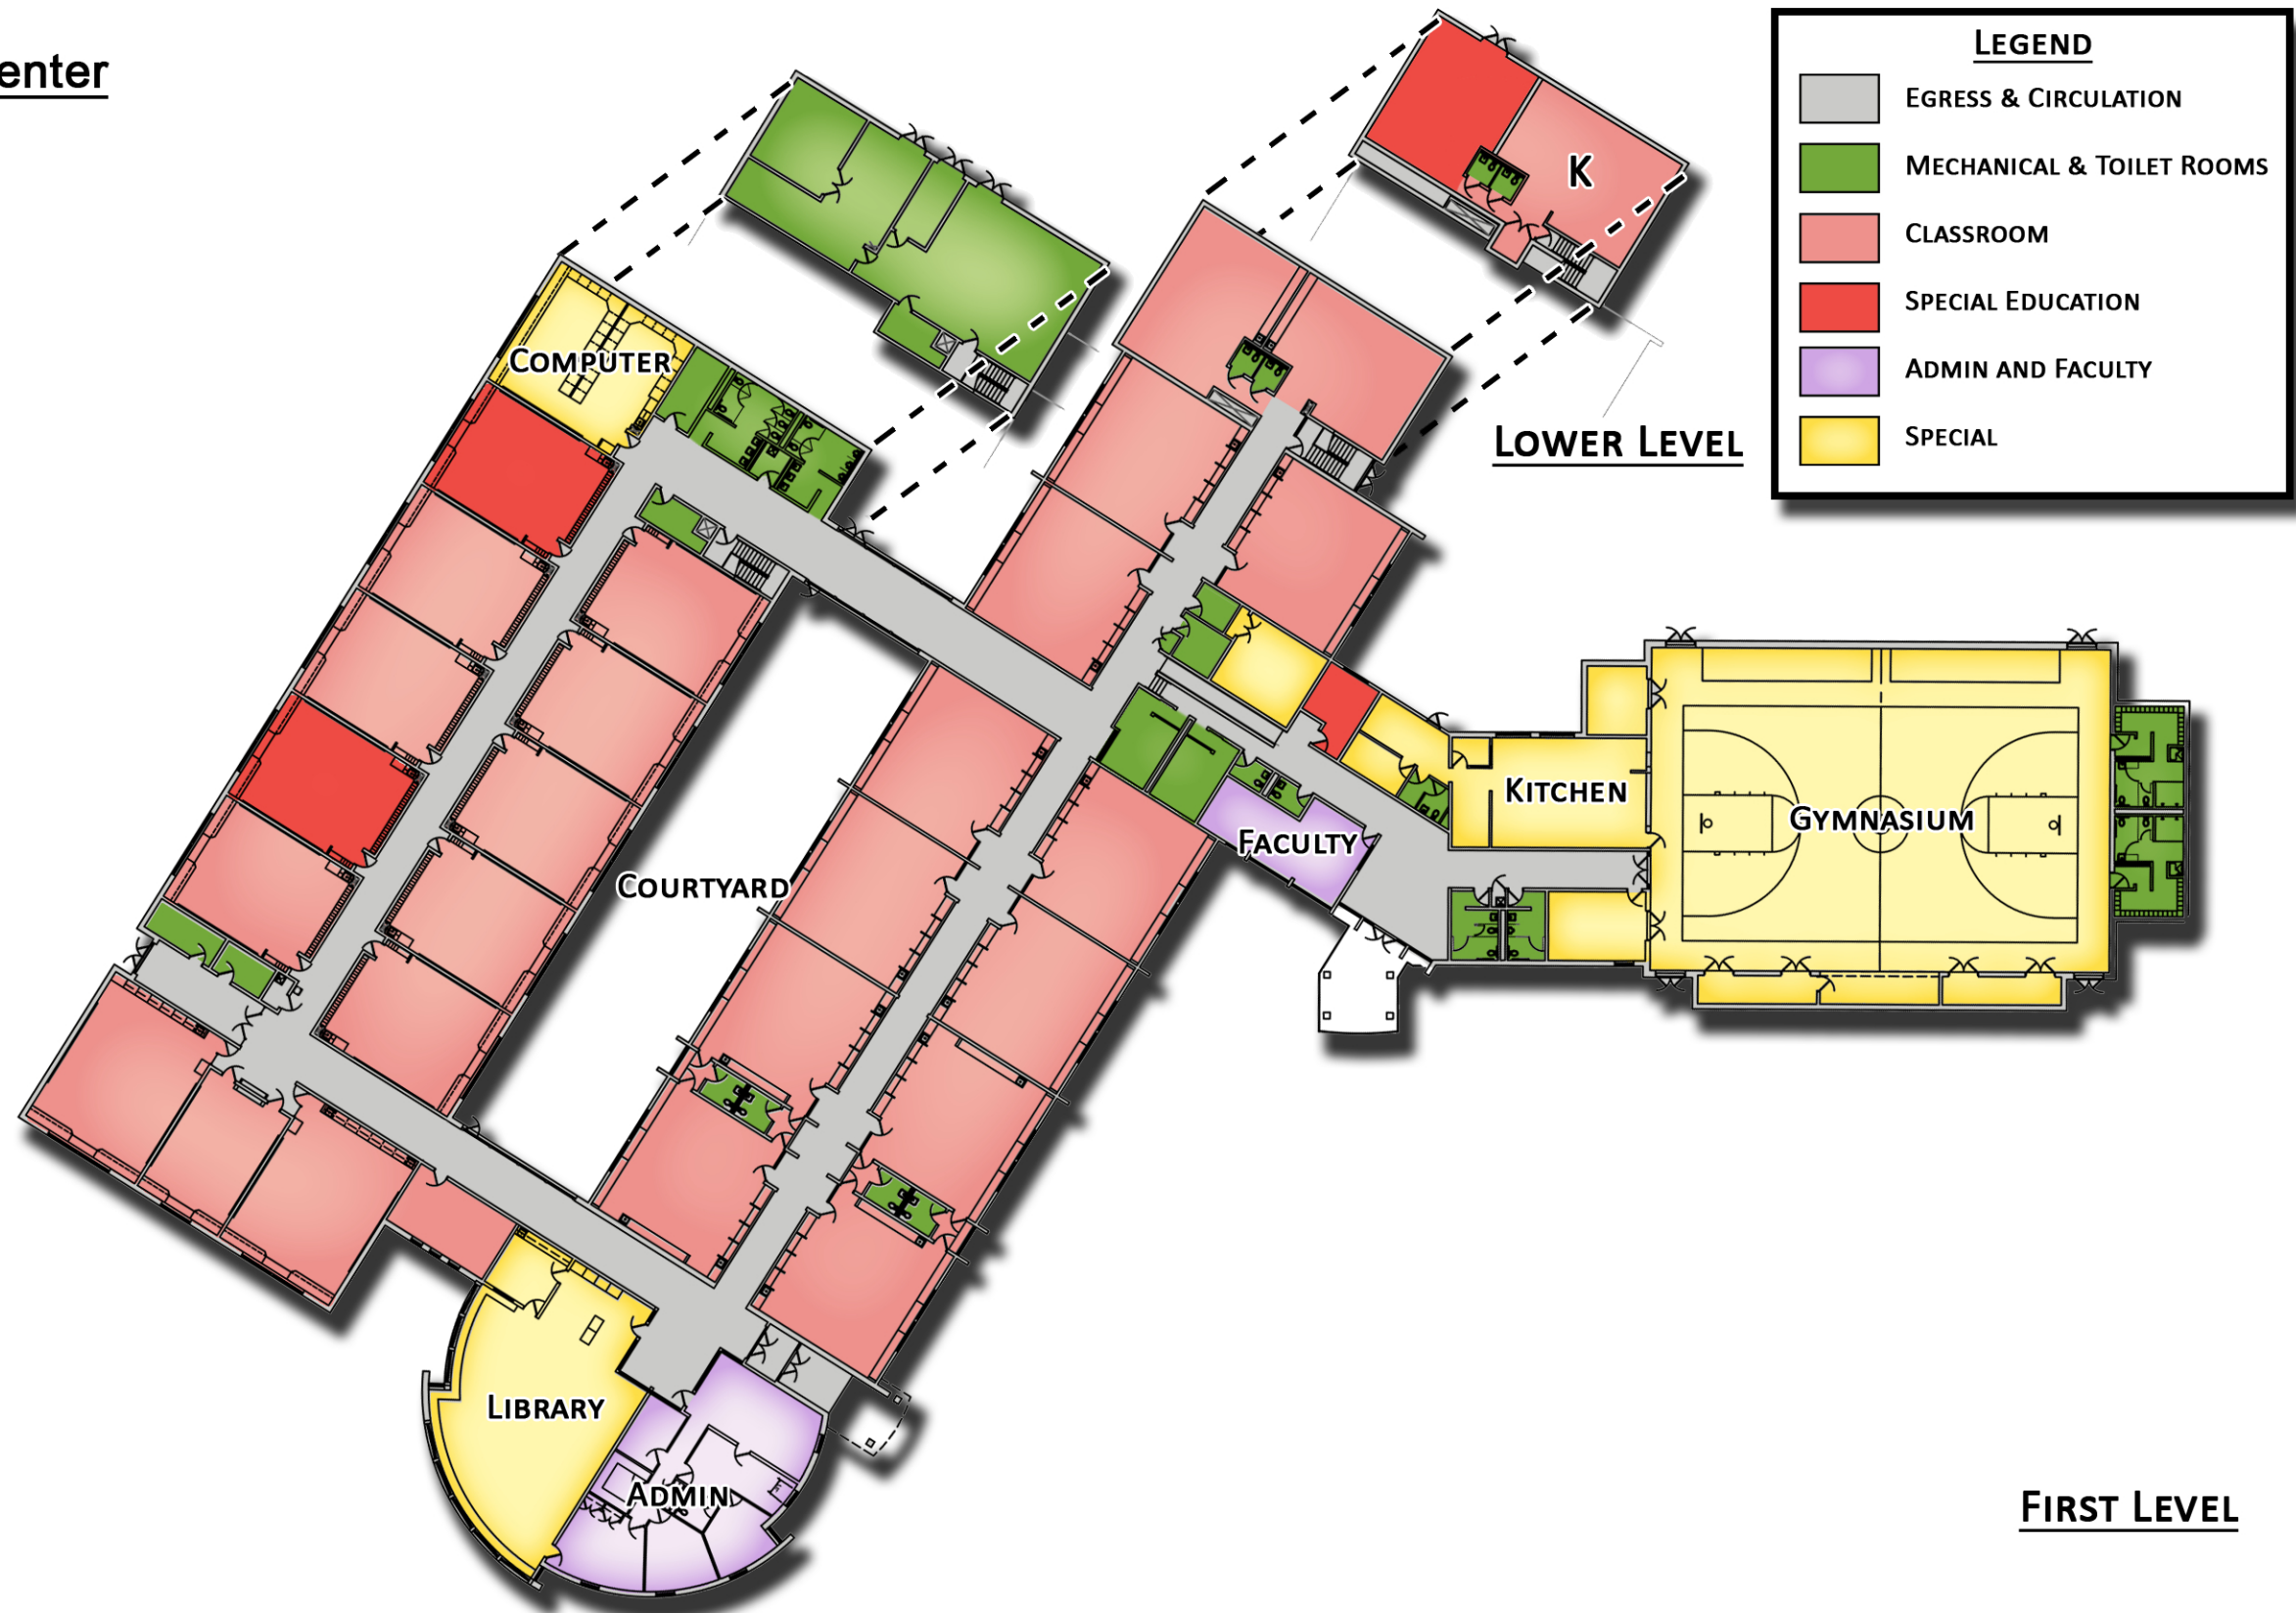 enter
LEGEND
EGRESS & CIRCULATION
MECHANICAL & TOILET ROOMS
CLASSROOM
SPECIAL EDUCATION
ADMIN AND FACULTY
SPECIAL
K
COMPUTER
LOWER LEVEL
KITCHEN
GYMNASIUM
FACULTY
COURTYARD
LIBRARY
ADMIN
FIRST LEVEL